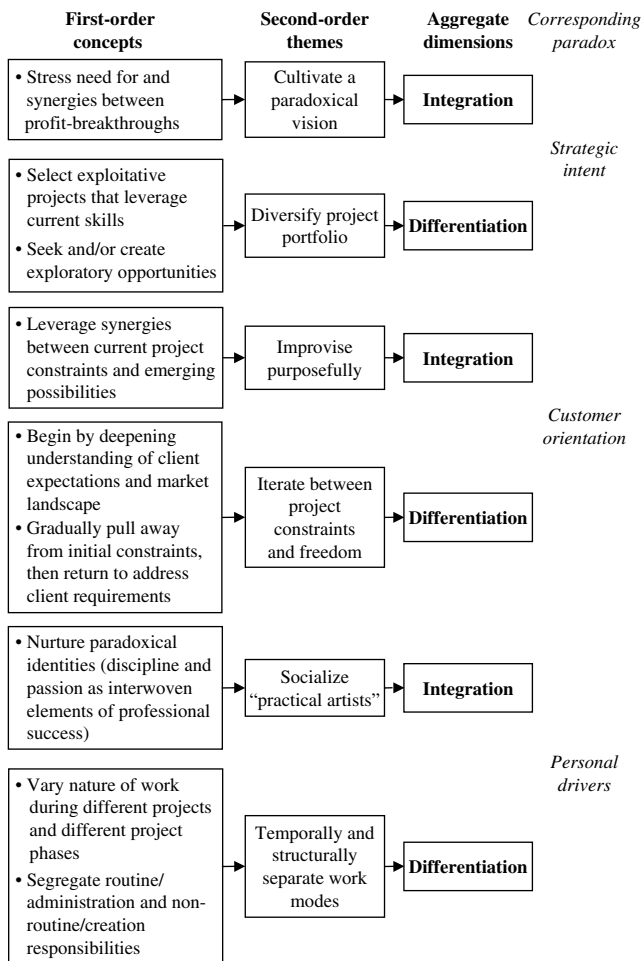 First-order
concepts
Second-order
themes
Aggregate
dimensions
Corresponding
paradox
• Stress need for and
synergies between
profit-breakthroughs
Cultivate a
paradoxical
vision
Integration
Strategic
intent
• Select exploitative
projects that leverage
current skills
• Seek and/or create
exploratory opportunities
Diversify project
portfolio
Differentiation
• Leverage synergies
between current project
constraints and emerging
possibilities
Improvise
purposefully
Integration
Customer
orientation
• Begin by deepening
understanding of client
expectations and market
landscape
• Gradually pull away
from initial constraints,
then return to address
client requirements
Iterate between
project
constraints
and freedom
Differentiation
• Nurture paradoxical
identities (discipline and
passion as interwoven
elements of professional
success)
Socialize
“practical artists”
Integration
Personal
drivers
• Vary nature of work
during different projects
and different project
phases
• Segregate routine/
administration and non-
routine/creation
responsibilities
Temporally and
structurally
separate work
modes
Differentiation